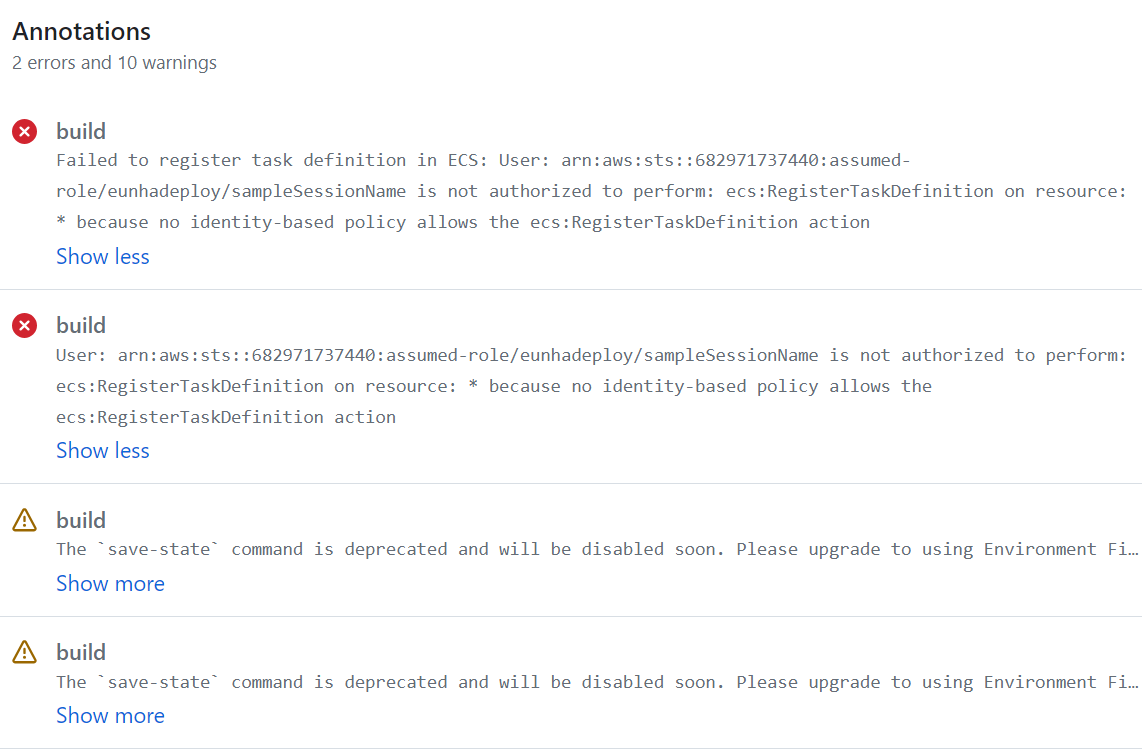 Annotations
2 errors and 10 warnings
build
Failed to register task definition in ECS: User: arn:aws:sts::682971737440:assumed-
role/eunhadeploy/sampleSessionName is not authorized to perform: ecs:RegisterTaskDefinition on resource:
* because no identity-based policy allows the ecs:RegisterTaskDefinition action
Show less
build
User: arn:aws:sts::682971737440:assumed-role/eunhadeploy/sampleSessionName is not authorized to perform:
ecs:RegisterTaskDefinition on resource: * because no identity-based policy allows the
ecs:RegisterTaskDefinition action
Show less
build
The `save-state` command is deprecated and will be disabled soon. Please upgrade to using Environment Fi…
Show more
build
The `save-state` command is deprecated and will be disabled soon. Please upgrade to using Environment Fi…
Show more